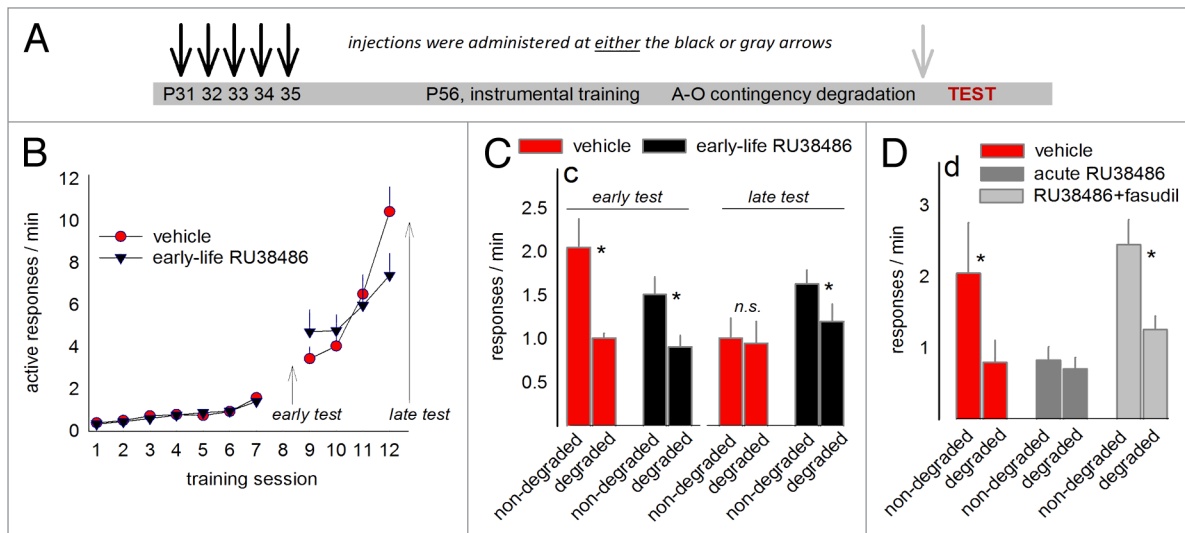 A
injections were administered at either the black or gray arrows
P31 32 33 34 35 P56, instrumental training A-O contingency degradation TEST
B
active responses / min
12
10
8
6
4
2
0
vehicle
early-life RU38486
early test
late test
1 2 3 4 5 6 7 8 9 10 11 12
training session
C
vehicle early-life RU38486
c
early test late test
responses / min
2.5
2.0
1.5
1.0
0.5
*
*
n.s.
*
non-degraded
degraded
non-degraded
degraded
non-degraded
degraded
non-degraded
degraded
D
d
vehicle
acute RU38486
RU38486+fasudil
responses / min
3
2
1
*
*
non-degraded
degraded
non-degraded
degraded
non-degraded
degraded